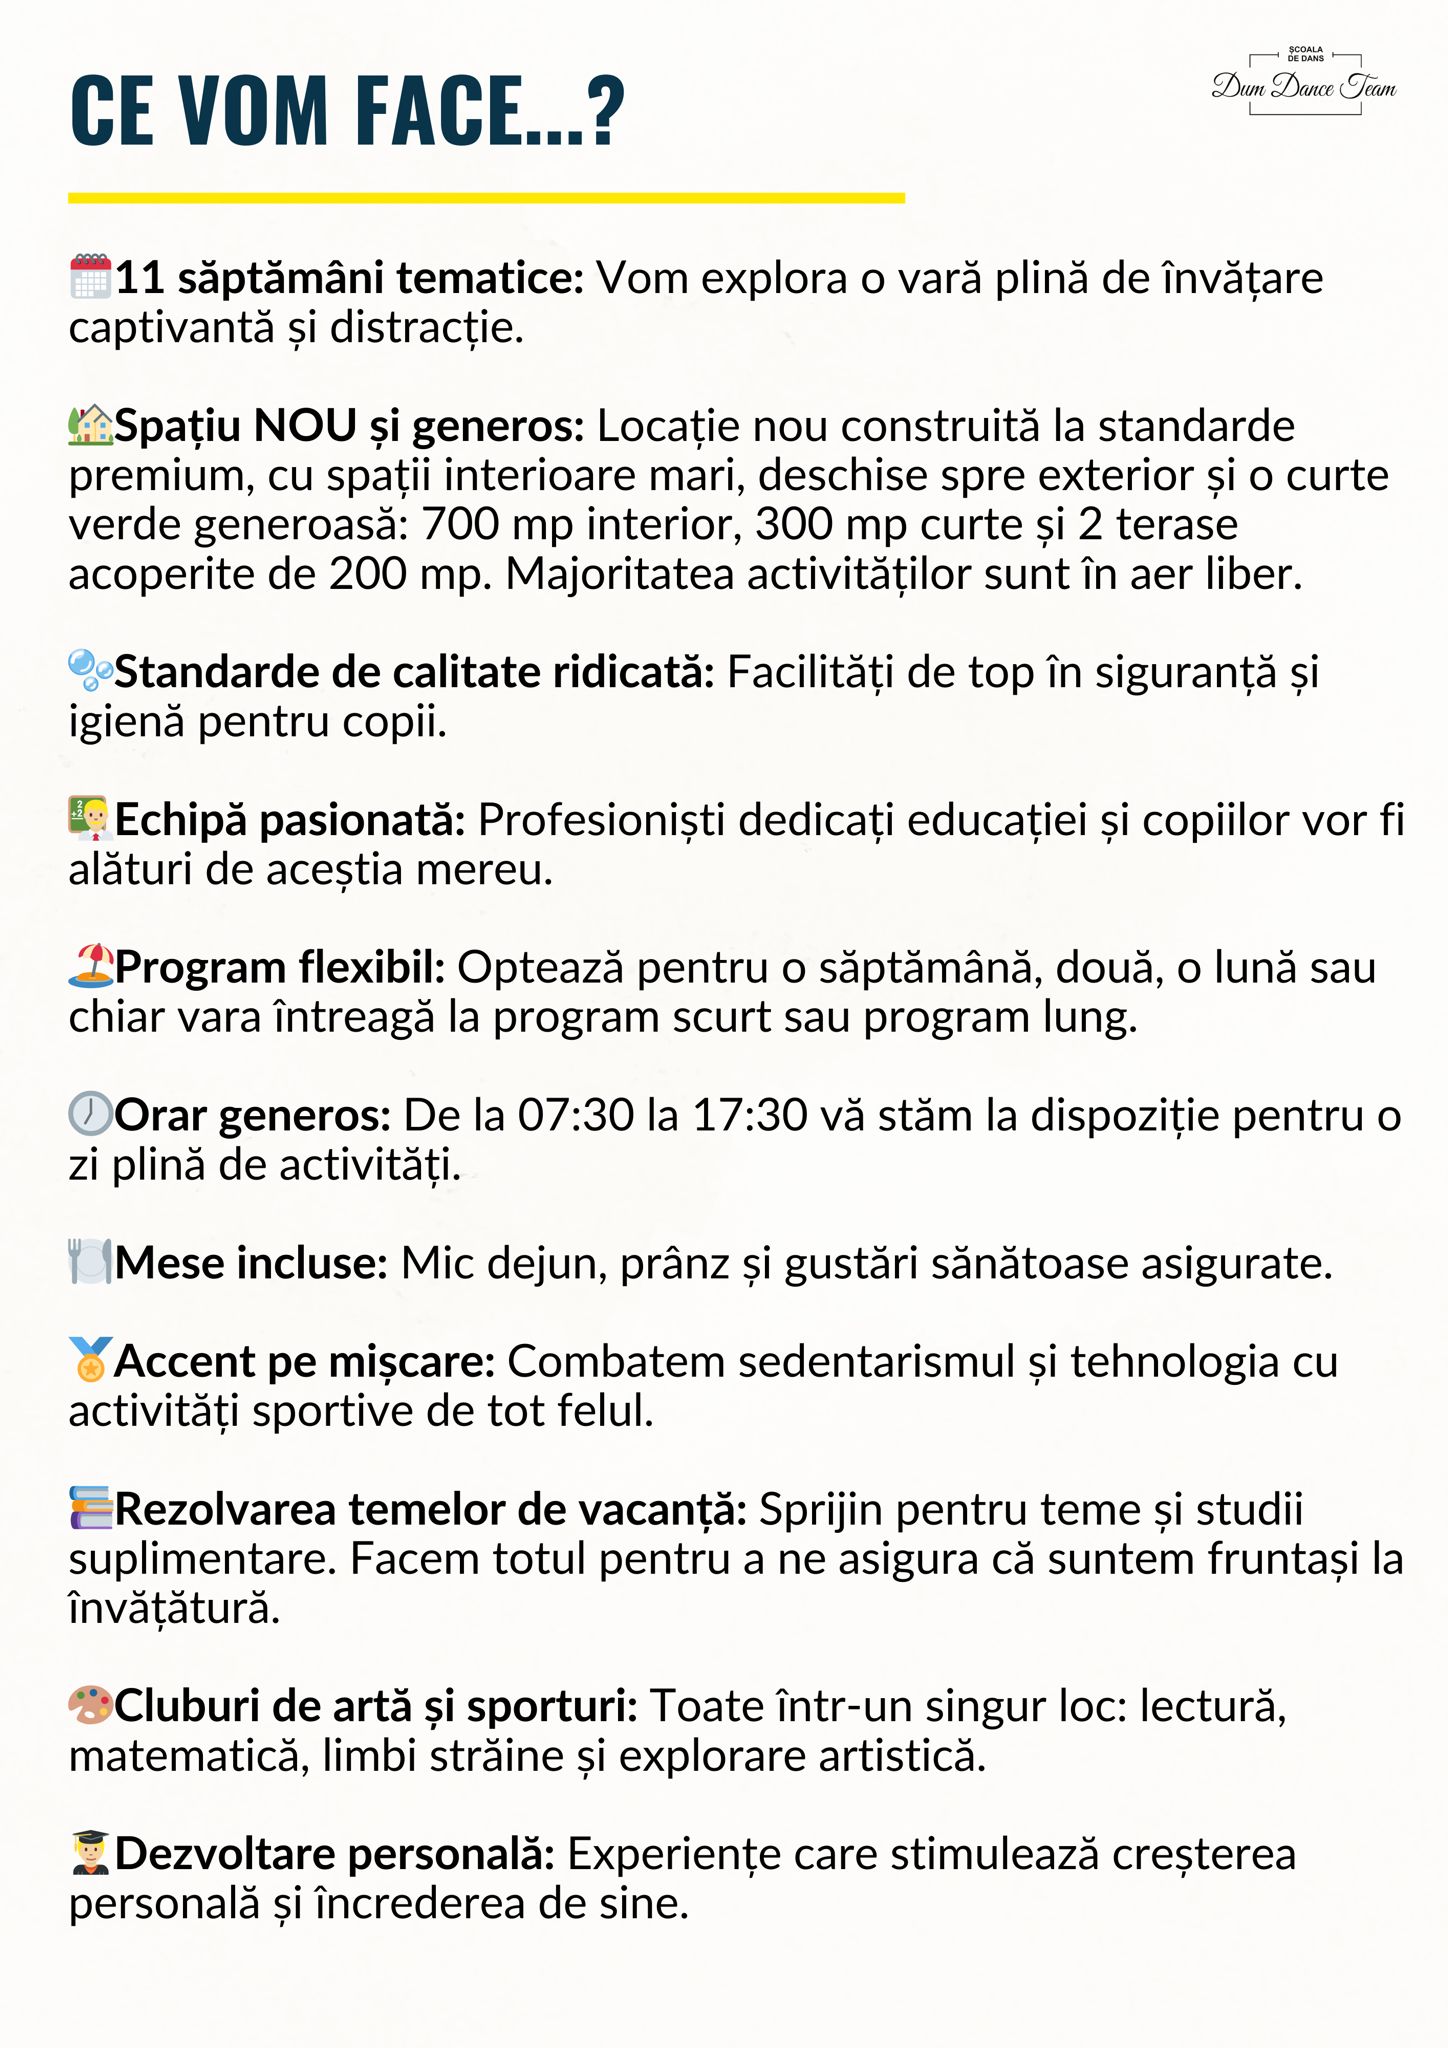 CE VOM FACE...?
ȘCOALA
DE DANS
Dum Dance Team
11 săptămâni tematice: Vom explora o vară plină de învățare
captivantă și distracție.
Spațiu NOU și generos: Locație nou construită la standarde
premium, cu spații interioare mari, deschise spre exterior și o curte
verde generoasă: 700 mp interior, 300 mp curte și 2 terase
acoperite de 200 mp. Majoritatea activităților sunt în aer liber.
Standarde de calitate ridicată: Facilități de top în siguranță și
igienă pentru copii.
Echipă pasionată: Profesioniști dedicați educației și copiilor vor fi
alături de aceștia mereu.
Program flexibil: Optează pentru o săptămână, două, o lună sau
chiar vara întreagă la program scurt sau program lung.
Orar generos: De la 07:30 la 17:30 vă stăm la dispoziție pentru o
zi plină de activități.
Mese incluse: Mic dejun, prânz și gustări sănătoase asigurate.
Accent pe mișcare: Combatem sedentarismul și tehnologia cu
activități sportive de tot felul.
Rezolvarea temelor de vacanță: Sprijin pentru teme și studii
suplimentare. Facem totul pentru a ne asigura că suntem fruntași la
învățătură.
Cluburi de artă și sporturi: Toate într-un singur loc: lectură,
matematică, limbi străine și explorare artistică.
Dezvoltare personală: Experiențe care stimulează creșterea
personală și încrederea de sine.